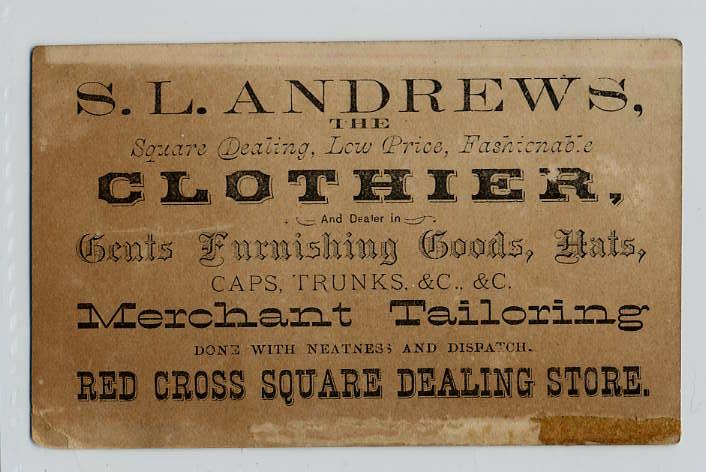 S. L. ANDREWS,
THE
Square Dealing, Low Price, Fashionable
CLOTHIER,
And Dealer in
Gents Furnishing Goods, Hats,
CAPS, TRUNKS, &C., &C.
Merchant Tailoring
DONE WITH NEATNESS AND DISPATCH.
RED CROSS SQUARE DEALING STORE.